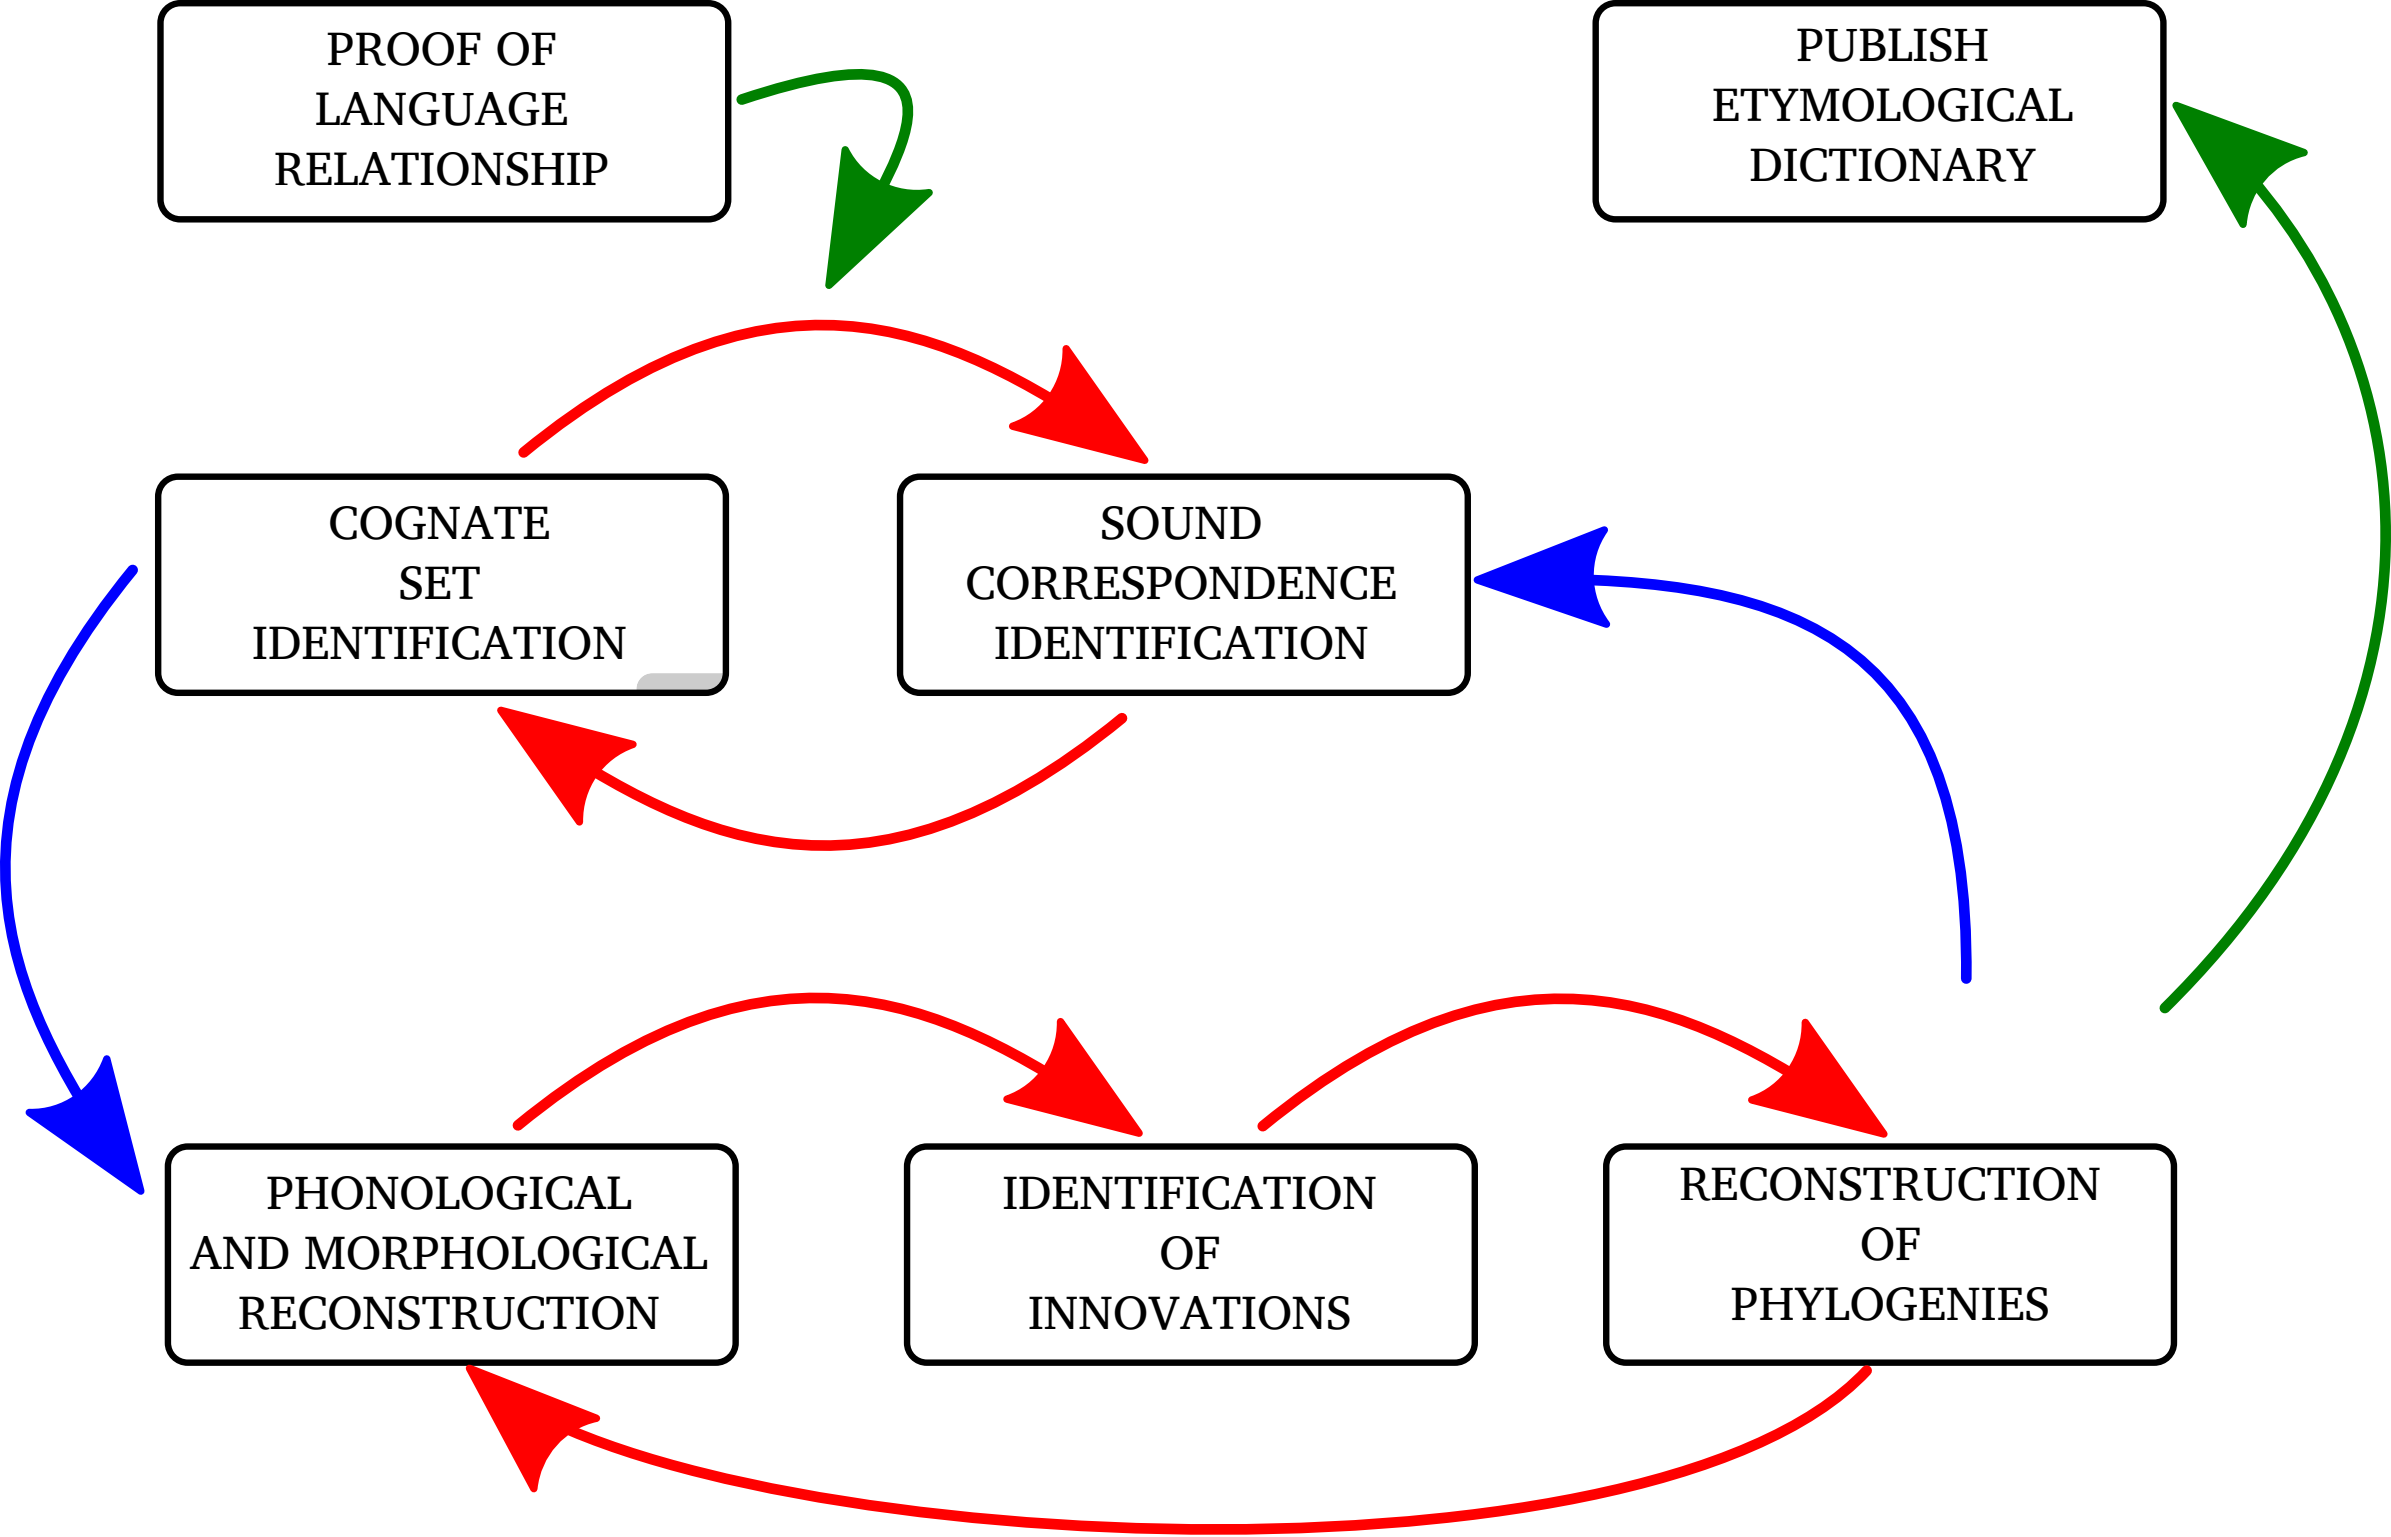 PROOF OF
LANGUAGE
RELATIONSHIP
PUBLISH
ETYMOLOGICAL
DICTIONARY
COGNATE
SET
IDENTIFICATION
SOUND
CORRESPONDENCE
IDENTIFICATION
PHONOLOGICAL
AND MORPHOLOGICAL
RECONSTRUCTION
IDENTIFICATION
OF
INNOVATIONS
RECONSTRUCTION
OF
PHYLOGENIES